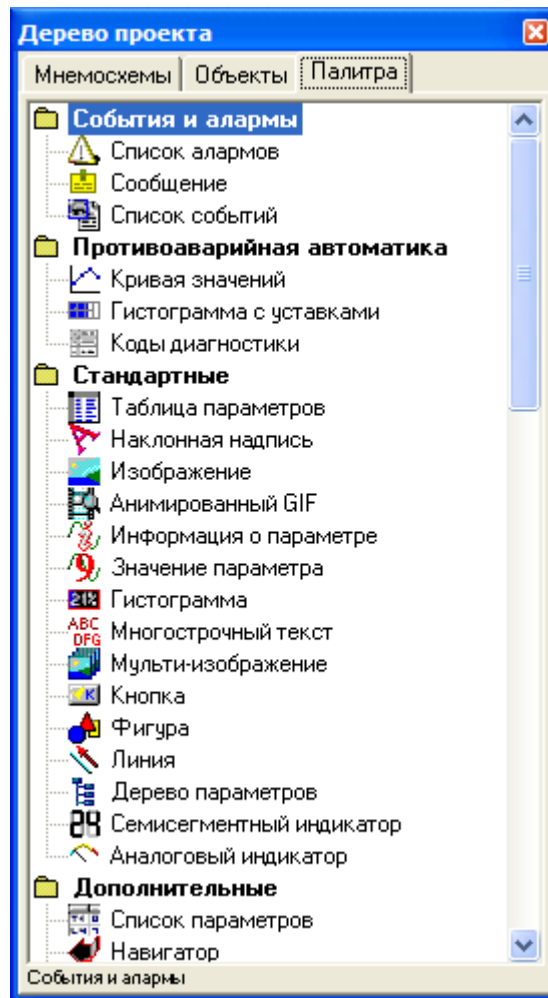 Дерево проекта
Мнемосхемы Объекты Палитра
События и алармы
Список алармов
Сообщение
Список событий
Противоаварийная автоматика
Кривая значений
Гистограмма с уставками
Коды диагностики
Стандартные
Таблица параметров
Наклонная надпись
Изображение
Анимированный GIF
Информация о параметре
Значение параметра
Гистограмма
ABC
DFG
Многострочный текст
Мульти-изображение
Кнопка
Фигура
Линия
Дерево параметров
Семисегментный индикатор
Аналоговый индикатор
Дополнительные
Список параметров
Навигатор
События и алармы